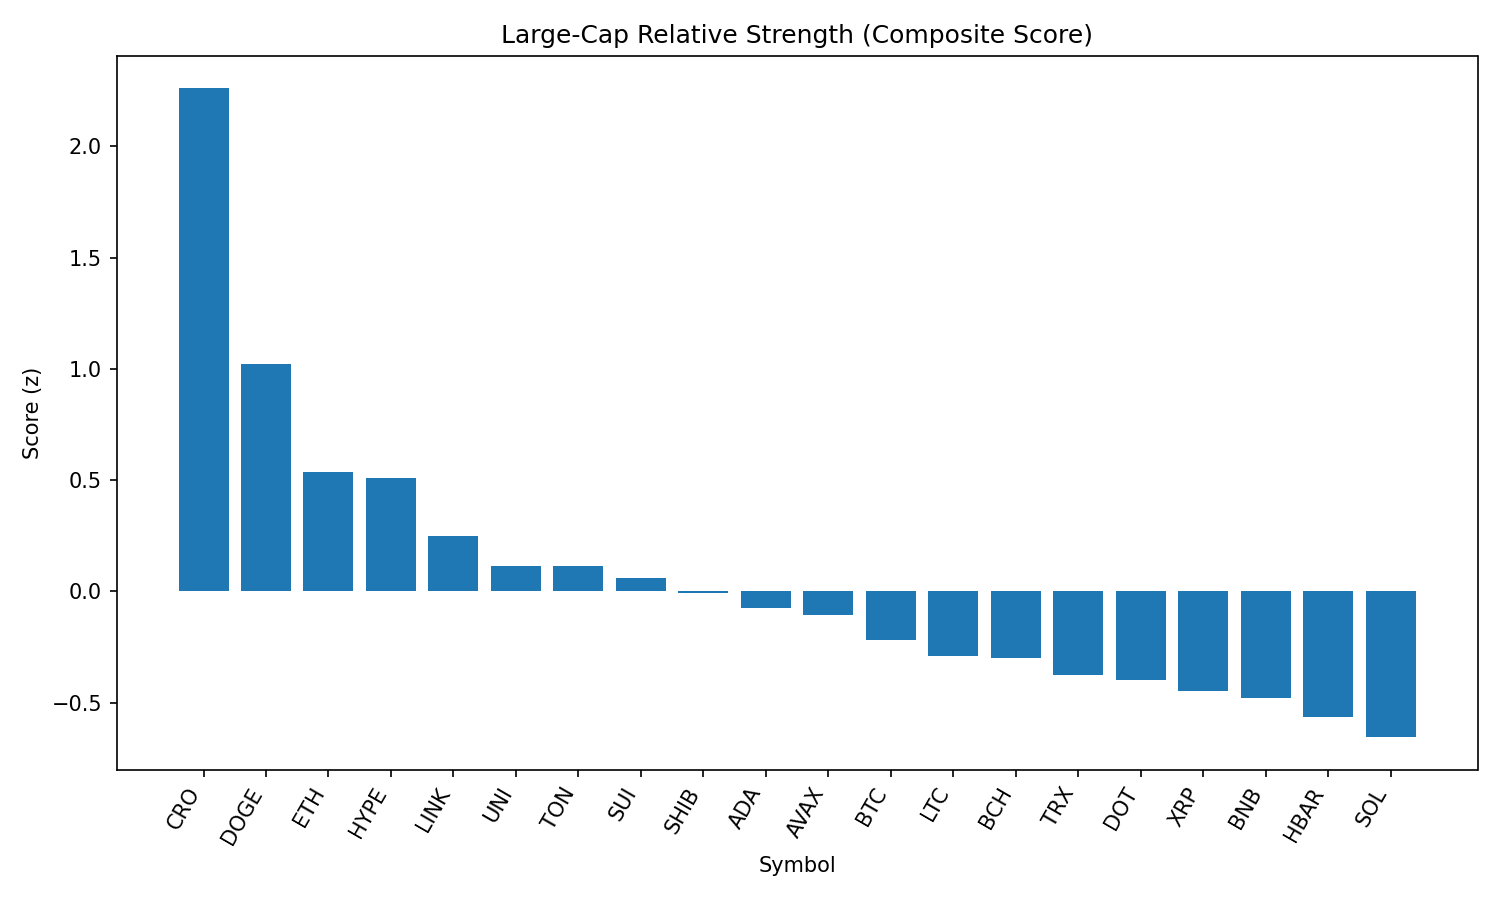 Large-Cap Relative Strength (Composite Score)
Score (z)
2.0
1.5
1.0
0.5
0.0
−0.5
CRO
DOGE
ETH
HYPE
LINK
UNI
TON
SUI
SHIB
ADA
AVAX
BTC
LTC
BCH
TRX
DOT
XRP
BNB
HBAR
SOL
Symbol